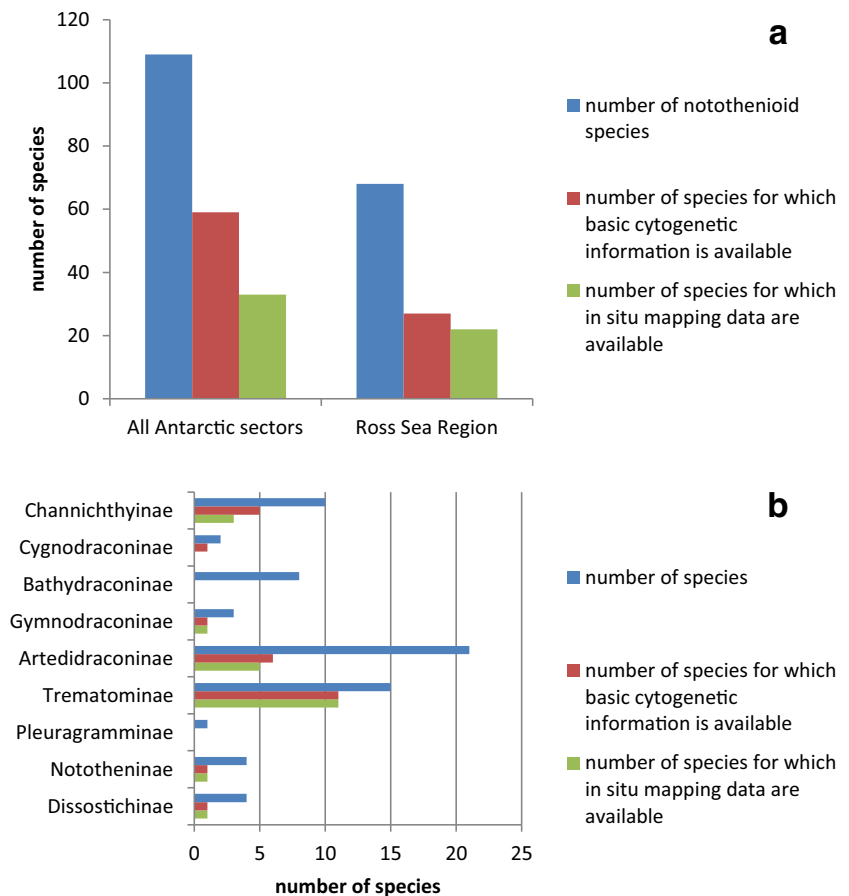 a
120
100
80
60
40
20
0
number of species
All Antarctic sectors
Ross Sea Region
number of notothenioid
species
number of species for which
basic cytogenetic
information is available
number of species for which
in situ mapping data are
available
b
Channichthyinae
Cygnodraconinae
Bathydraconinae
Gymnodraconinae
Artedidraconinae
Trematominae
Pleuragramminae
Nototheninae
Dissostichinae
0 5 10 15 20 25
number of species
number of species
number of species for which
basic cytogenetic
information is available
number of species for which
in situ mapping data are
available